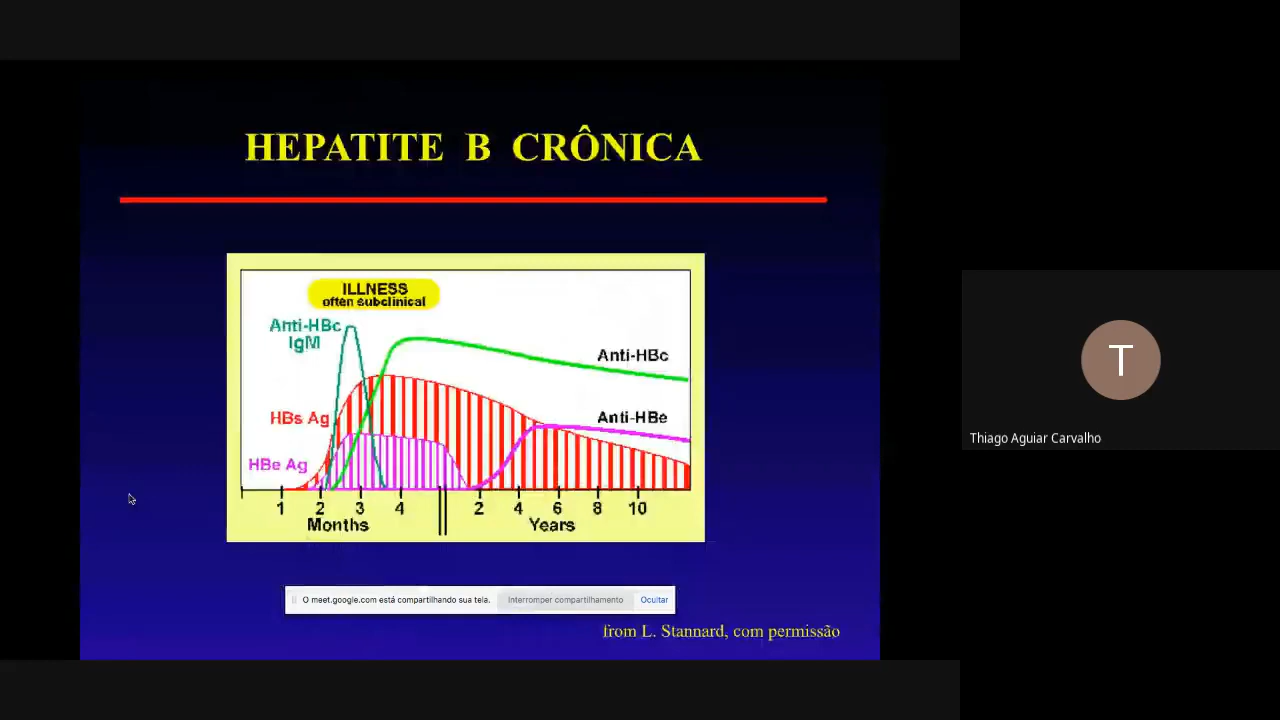 HEPATITE B CRÔNICA
ILLNESS
often subclinical
Anti-HBc
IgM
Anti-HBc
HBs Ag
Anti-HBe
HBe Ag
1 2 3 4 2 4 6 8 10
Months Years
O meet.google.com está compartilhando sua tela. Interromper compartilhamento Ocultar
from L. Stannard, com permissão
T
Thiago Aguiar Carvalho